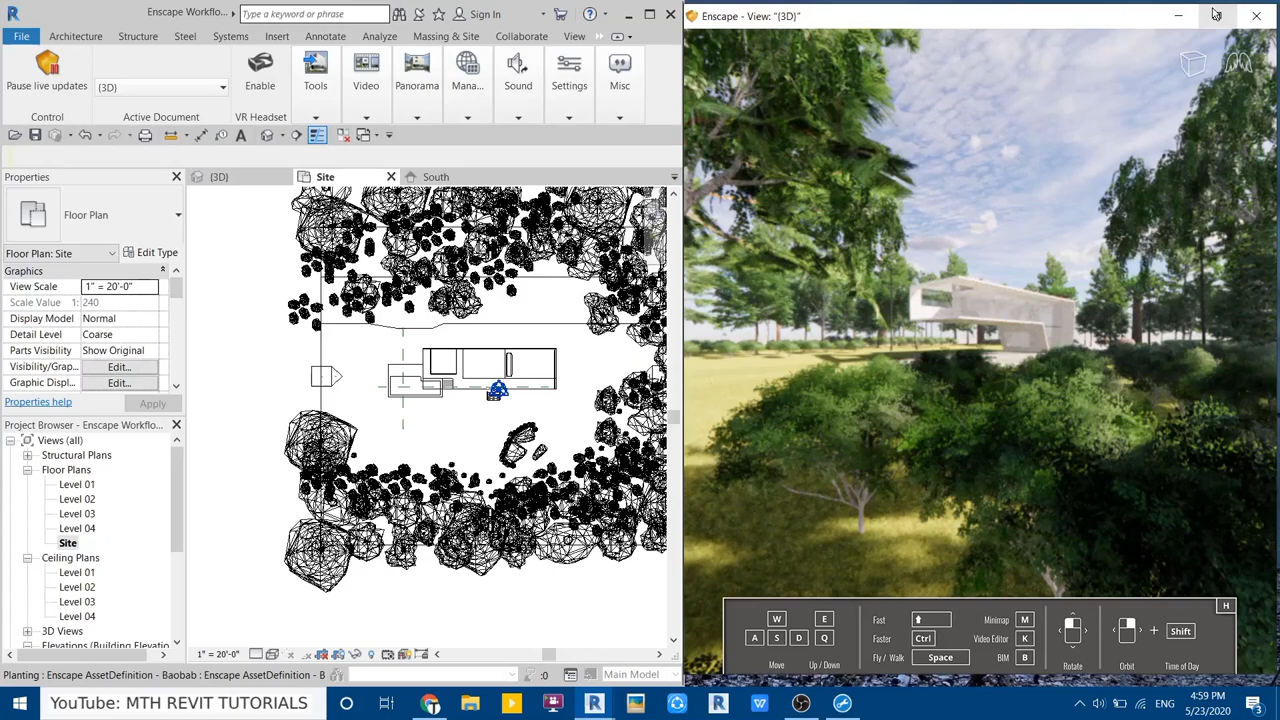 Enscape Workflo...
Type a keyword or phrase
Sign In
Enscape - View: "{3D}"
File
Architecture
Structure
Steel
Systems
Insert
Annotate
Analyze
Massing & Site
Collaborate
View
Pause live updates
{3D}
Enable
Tools
Video
Panorama
Mana...
Sound
Settings
Misc
Control
Active Document
VR Headset
Properties
{3D}
Site
South
Floor Plan
Floor Plan: Site
Edit Type
Graphics
View Scale
1" = 20'-0"
Scale Value 1:
240
Display Model
Normal
Detail Level
Coarse
Parts Visibility
Show Original
Visibility/Grap...
Edit...
Graphic Displ...
Edit...
Properties help
Apply
Project Browser - Enscape Workflo...
Views (all)
Structural Plans
Floor Plans
Level 01
Level 02
Level 03
Level 04
Site
Ceiling Plans
Level 01
Level 02
Level 03
Level 04
3D Views
Elevations (Building Elevatio
1" = 20'-0"
Planting : Enscape AssetDefinition - Baobab : Enscape AssetDefinition - B
:0
Main Model
H
W
E
A
S
D
Q
Move
Up / Down
Fast
Faster
Ctrl
Fly / Walk
Space
Minimap
M
Video Editor
K
BIM
B
Rotate
Orbit
+
Shift
Time of Day
YouTube: MTH REVIT TUTORIALS
ENG
4:59 PM
5/23/2020
3